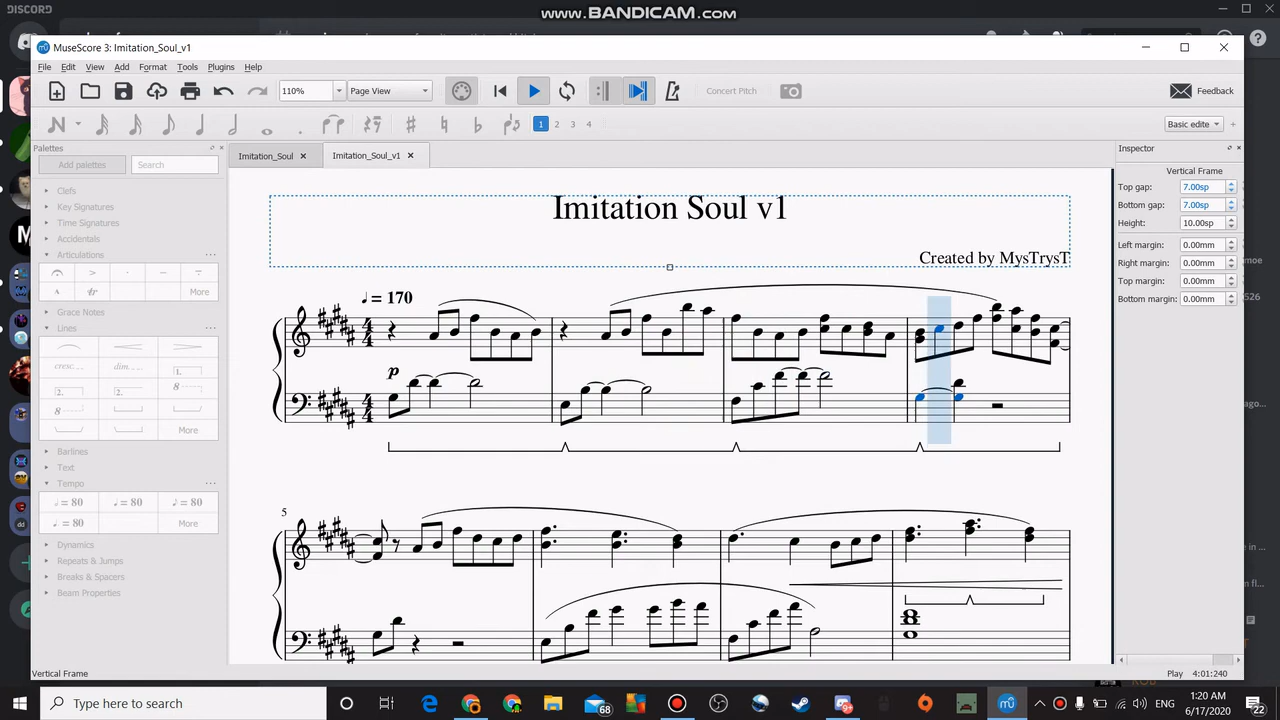 DISCORD
www.BANDICAM.com
MuseScore 3: Imitation_Soul_v1
File Edit View Add Format Tools Plugins Help
110% Page View Concert Pitch Feedback
1 2 3 4 Basic edite +
Palettes
Add palettes Search
Clefs
Key Signatures
Time Signatures
Accidentals
Articulations
More
Grace Notes
Lines
cresc. dim. 1.
2. 2. 8
8
More
Barlines
Text
Tempo
= 80 = 80 = 80
= 80 More
Dynamics
Repeats & Jumps
Breaks & Spacers
Beam Properties
Imitation_Soul Imitation_Soul_v1
Imitation Soul v1
Created by MysTrysT
= 170
p
5
Inspector
Vertical Frame
Top gap: 7.00sp
Bottom gap: 7.00sp
Height: 10.00sp
Left margin: 0.00mm
Right margin: 0.00mm
Top margin: 0.00mm
Bottom margin: 0.00mm
Vertical Frame Play 4:01:240
Type here to search
68
1:20 AM
6/17/2020
22